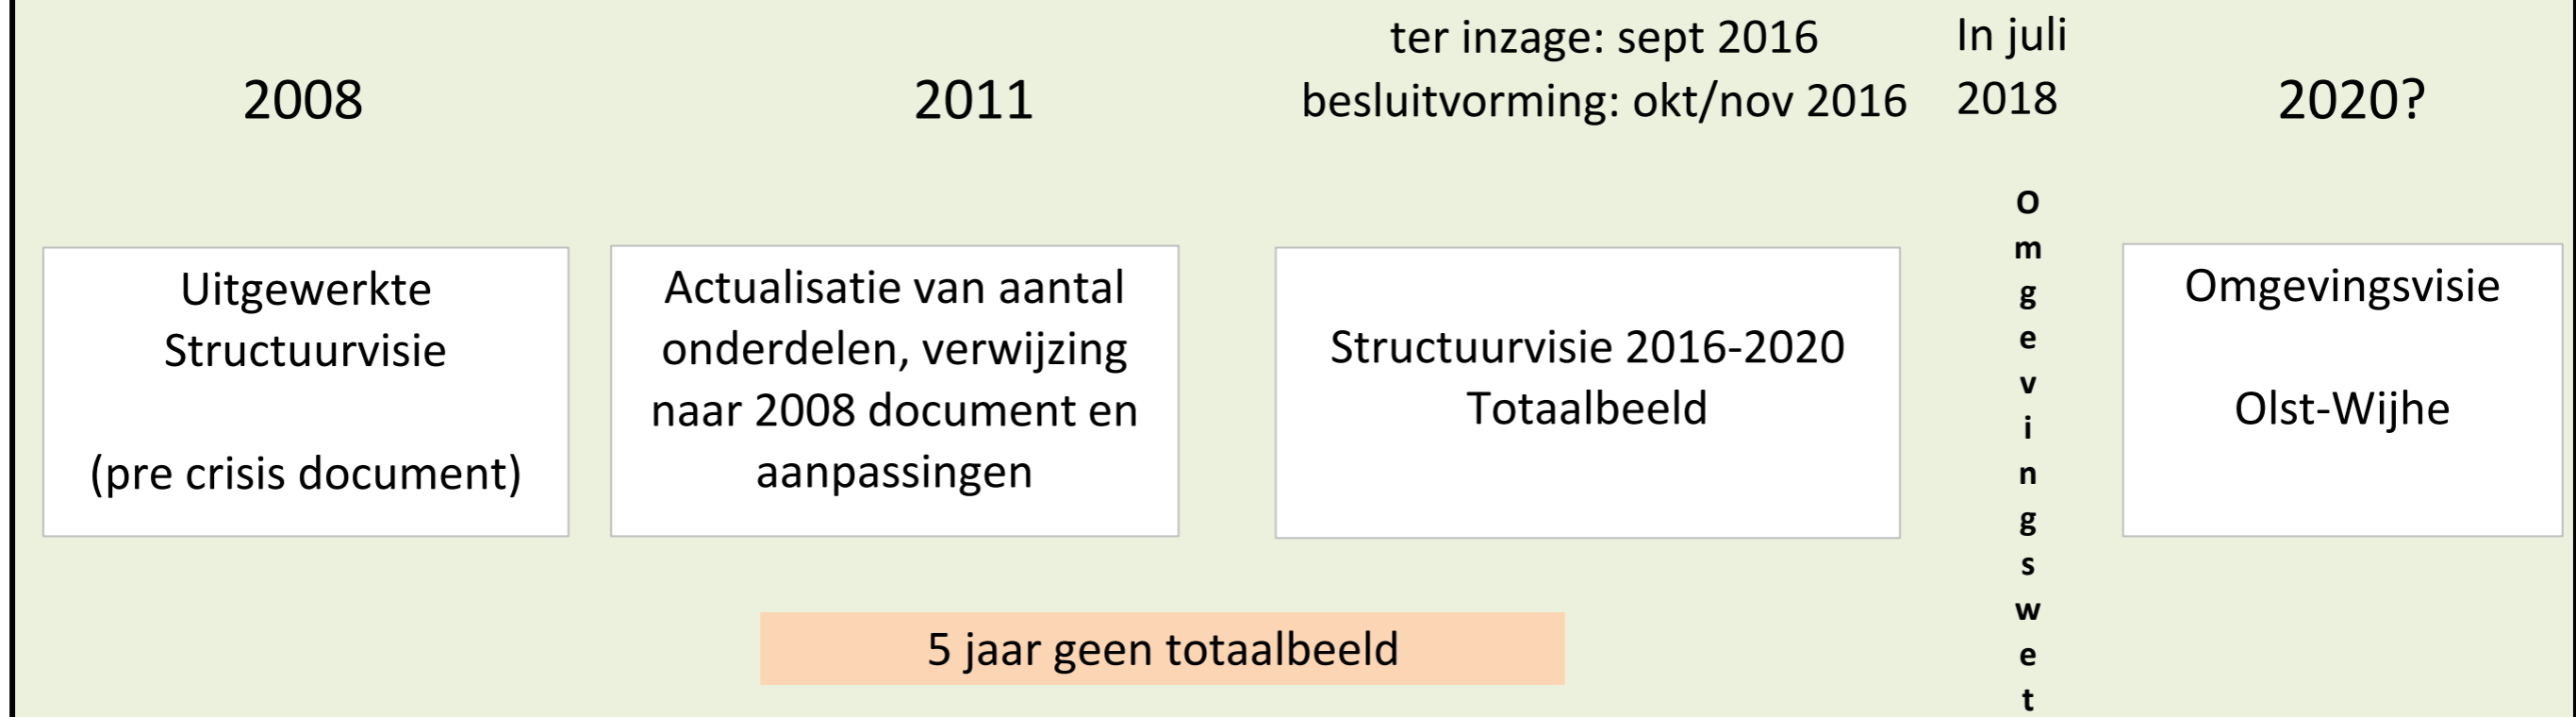 2008
2011
ter inzage: sept 2016
besluitvorming: okt/nov 2016
In juli
2018
2020?
Uitgewerkte
Structuurvisie
(pre crisis document)
Actualisatie van aantal
onderdelen, verwijzing
naar 2008 document en
aanpassingen
Structuurvisie 2016-2020
Totaalbeeld
Omgevingswet
Omgevingsvisie
Olst-Wijhe
5 jaar geen totaalbeeld